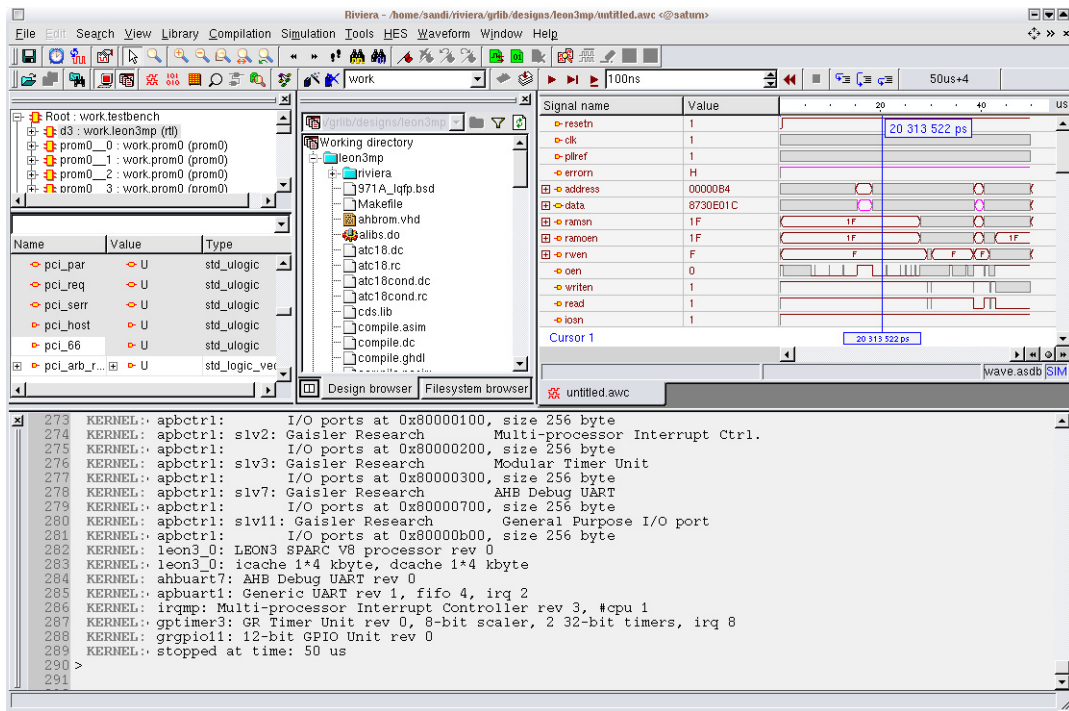 Riviera - /home/sandi/riviera/grlib/designs/leon3mp/untitled.awc <@saturn>
File Edit Search View Library Compilation Simulation Tools HES Waveform Window Help
work
100ns
50us+4
Root : work.testbench
d3 : work.leon3mp (rtl)
prom0__0 : work.prom0 (prom0)
prom0__1 : work.prom0 (prom0)
prom0__2 : work.prom0 (prom0)
prom0__3 : work.prom0 (prom0)
Name Value Type
pci_par U std_ulogic
pci_req U std_ulogic
pci_serr U std_ulogic
pci_host U std_ulogic
pci_66 U std_ulogic
pci_arb_r... U std_logic_vec
/grlib/designs/leon3mp
Working directory
leon3mp
riviera
971A_lqfp.bsd
Makefile
ahbrom.vhd
alibs.do
atc18.dc
atc18.rc
atc18cond.dc
atc18cond.rc
cds.lib
compile.asim
compile.dc
compile.ghdl
Design browser Filesystem browser
Signal name Value 20 40 us
20 313 522 ps
resetn 1
clk 1
pllref 1
errorn H
address 00000B4
data 8730E01C
ramsn 1F 1F
ramoen 1F 1F 1F
rwen F F F F
oen 0
writen 1
read 1
iosn 1
Cursor 1 20 313 522 ps
wave.asdb SIM
untitled.awc
273 KERNEL: apbctrl: I/O ports at 0x80000100, size 256 byte
274 KERNEL: apbctrl: slv2: Gaisler Research Multi-processor Interrupt Ctrl.
275 KERNEL: apbctrl: I/O ports at 0x80000200, size 256 byte
276 KERNEL: apbctrl: slv3: Gaisler Research Modular Timer Unit
277 KERNEL: apbctrl: I/O ports at 0x80000300, size 256 byte
278 KERNEL: apbctrl: slv7: Gaisler Research AHB Debug UART
279 KERNEL: apbctrl: I/O ports at 0x80000700, size 256 byte
280 KERNEL: apbctrl: slv11: Gaisler Research General Purpose I/O port
281 KERNEL: apbctrl: I/O ports at 0x80000b00, size 256 byte
282 KERNEL: leon3_0: LEON3 SPARC V8 processor rev 0
283 KERNEL: leon3_0: icache 1*4 kbyte, dcache 1*4 kbyte
284 KERNEL: ahbuart7: AHB Debug UART rev 0
285 KERNEL: apbuart1: Generic UART rev 1, fifo 4, irq 2
286 KERNEL: irqmp: Multi-processor Interrupt Controller rev 3, #cpu 1
287 KERNEL: gptimer3: GR Timer Unit rev 0, 8-bit scaler, 2 32-bit timers, irq 8
288 KERNEL: grgpio11: 12-bit GPIO Unit rev 0
289 KERNEL: stopped at time: 50 us
290 >
291